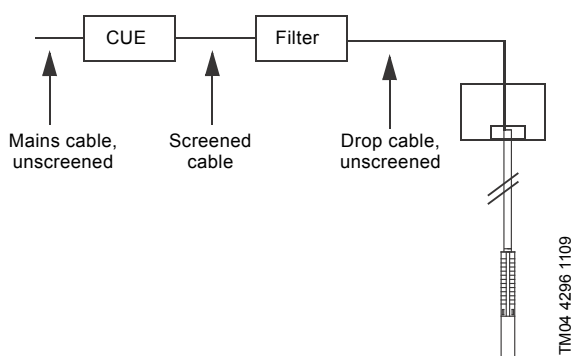 CUE
Filter
Mains cable,
unscreened
Screened
cable
Drop cable,
unscreened
TM04 4296 1109